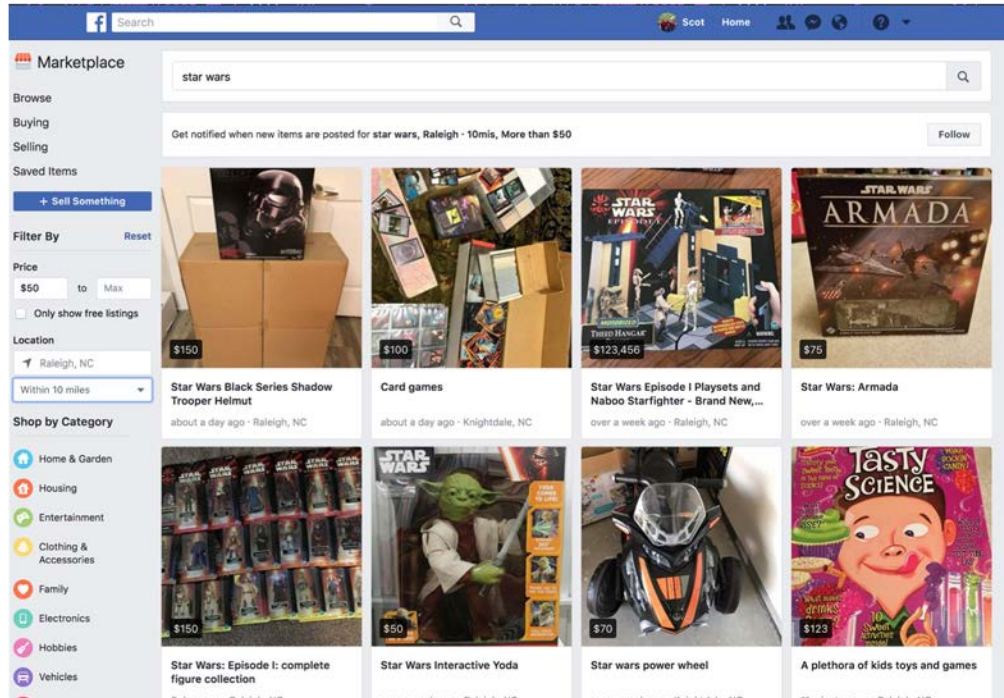 f
Search
Scot
Home
Marketplace
Browse
Buying
Selling
Saved Items
+ Sell Something
Filter By
Reset
Price
$50
to
Max
Only show free listings
Location
Raleigh, NC
Within 10 miles
Shop by Category
Home & Garden
Housing
Entertainment
Clothing &
Accessories
Family
Electronics
Hobbies
Vehicles
star wars
Get notified when new items are posted for star wars, Raleigh · 10mis, More than $50
Follow
$150
Star Wars Black Series Shadow
Trooper Helmut
about a day ago · Raleigh, NC
$100
Card games
about a day ago · Knightdale, NC
STAR
WARS
EPISODE I
THEED HANGAR
$123,456
Star Wars Episode I Playsets and
Naboo Starfighter - Brand New,...
over a week ago · Raleigh, NC
STAR WARS
ARMADA
$75
Star Wars: Armada
over a week ago · Raleigh, NC
$150
Star Wars: Episode I: complete
figure collection
STAR
WARS
YODA
COMES
TO LIFE!
$50
Star Wars Interactive Yoda
$70
Star wars power wheel
TASTY
SCIENCE
$123
A plethora of kids toys and games